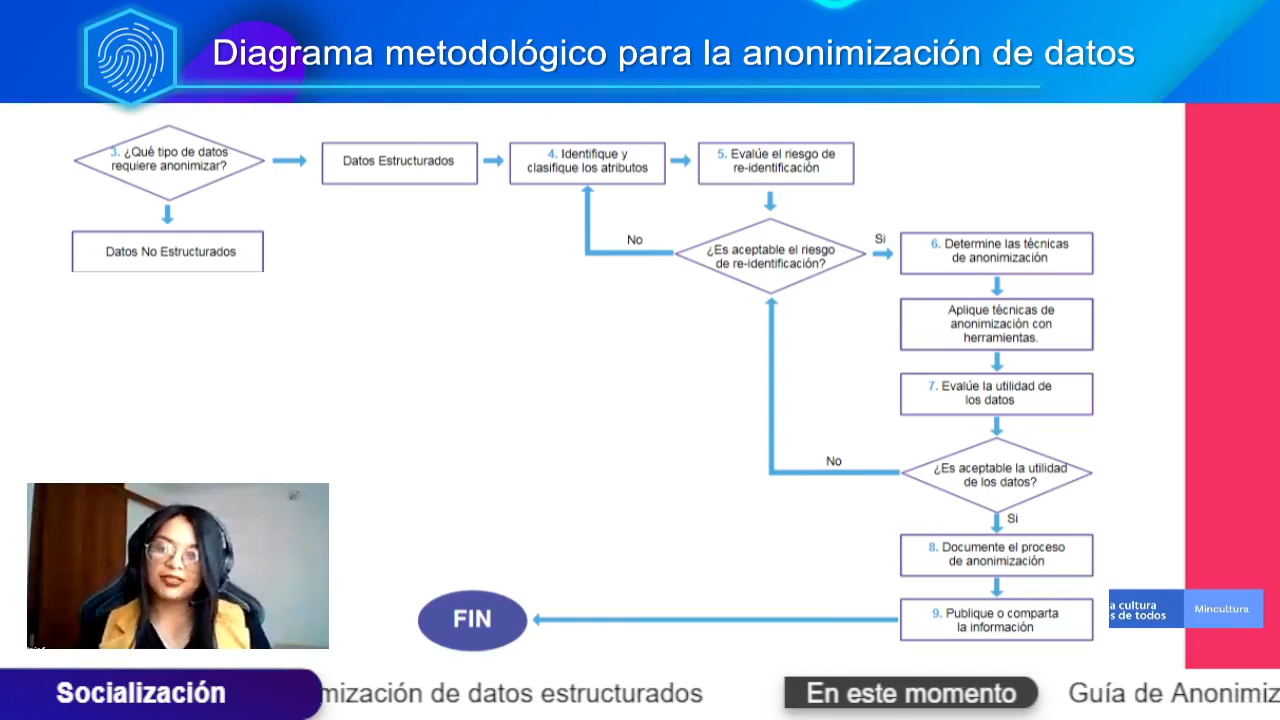 Diagrama metodológico para la anonimización de datos
3. ¿Qué tipo de datos
requiere anonimizar?
Datos Estructurados
4. Identifique y
clasifique los atributos
5. Evalúe el riesgo de
re-identificación
Datos No Estructurados
No
¿Es aceptable el riesgo
de re-identificación?
Si
6. Determine las técnicas
de anonimización
Aplique técnicas de
anonimización con
herramientas.
7. Evalúe la utilidad de
los datos
No
¿Es aceptable la utilidad
de los datos?
Si
8. Documente el proceso
de anonimización
9. Publique o comparta
la información
FIN
a cultura
s de todos
Mincultura
Socialización
mización de datos estructurados
En este momento
Guía de Anonimiz